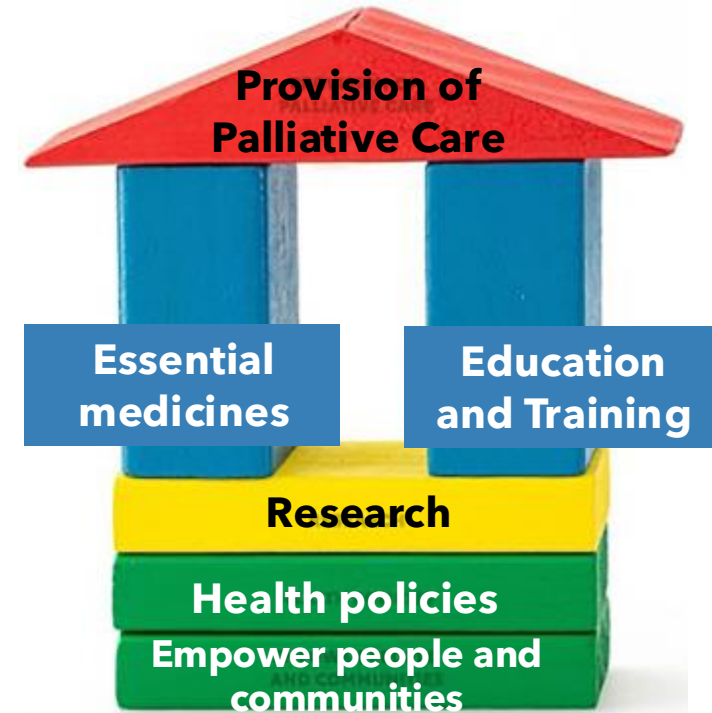 Provision of
Palliative Care
Essential
medicines
Education
and Training
Research
Health policies
Empower people and
communities